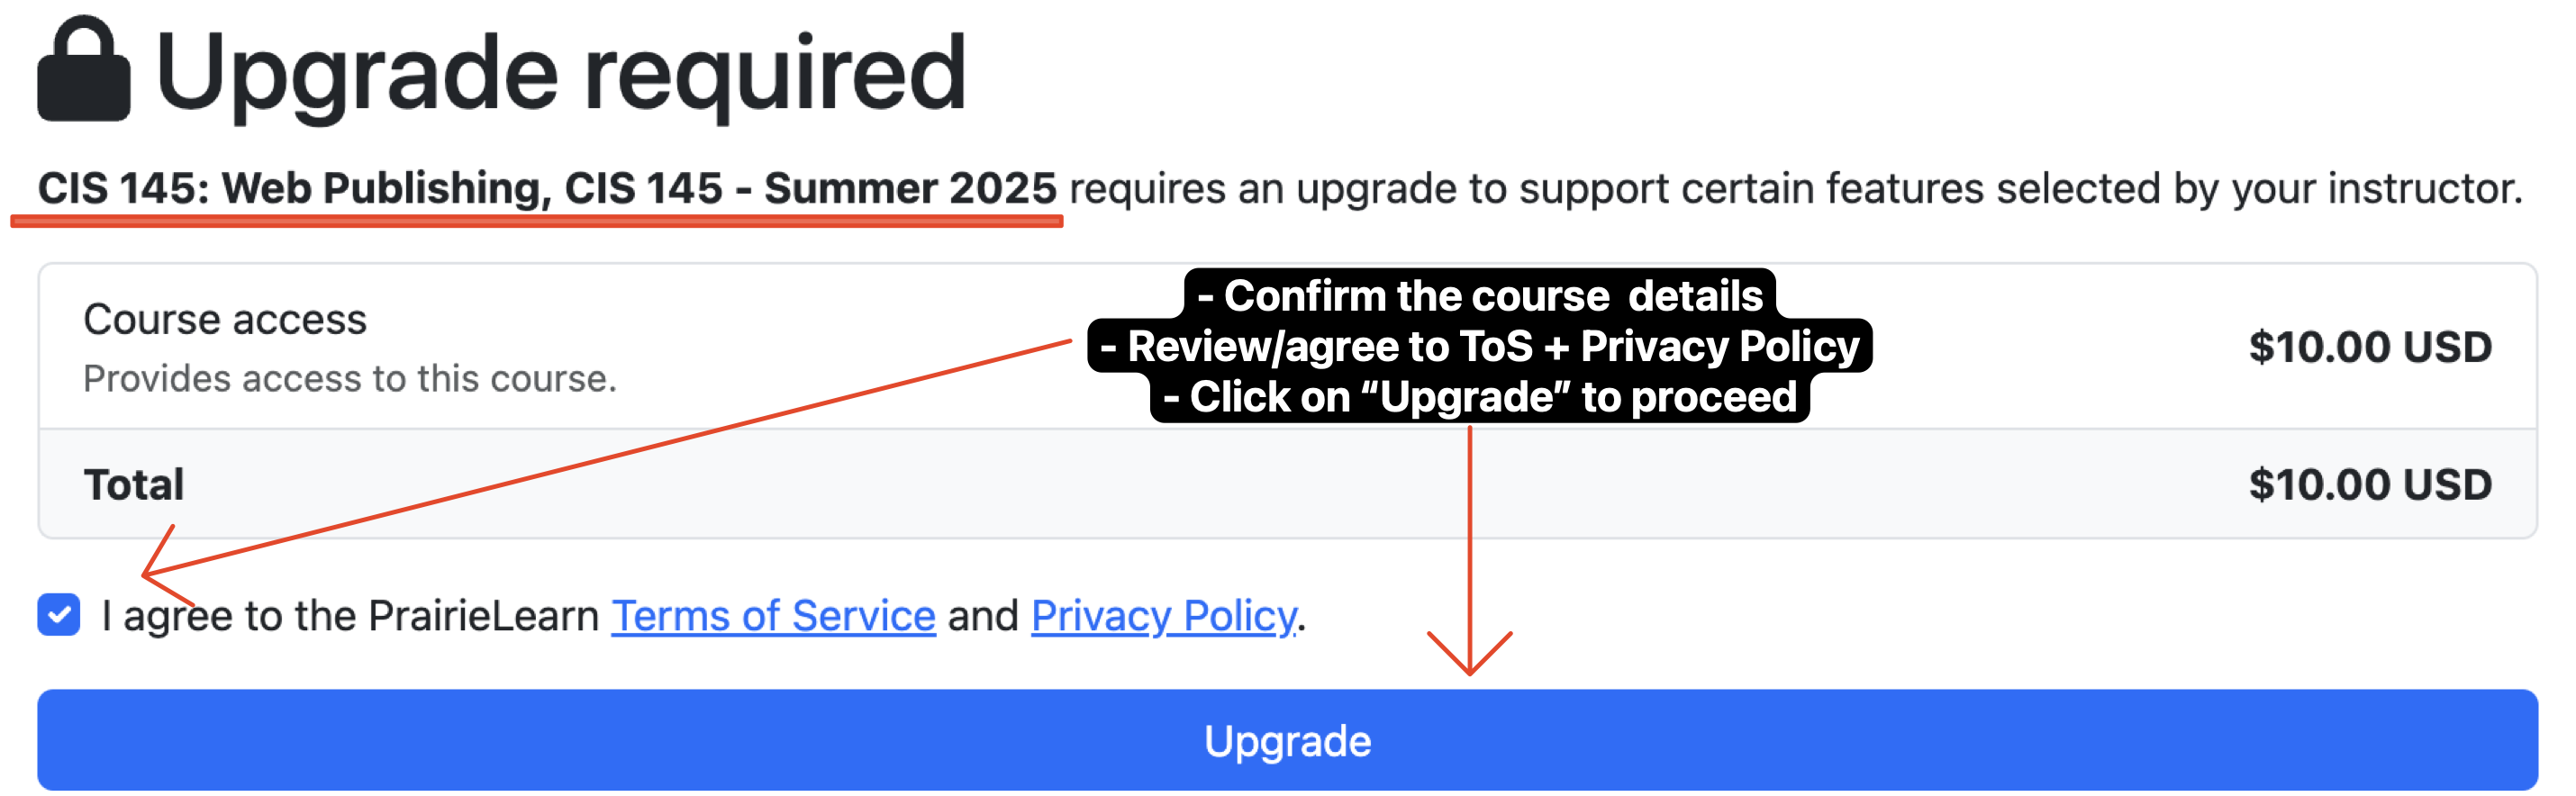 Upgrade required
CIS 145: Web Publishing, CIS 145 - Summer 2025 requires an upgrade to support certain features selected by your instructor.
Course access
Provides access to this course.
$10.00 USD
- Confirm the course  details
- Review/agree to ToS + Privacy Policy
- Click on “Upgrade” to proceed
Total
$10.00 USD
I agree to the PrairieLearn Terms of Service and Privacy Policy.
Upgrade